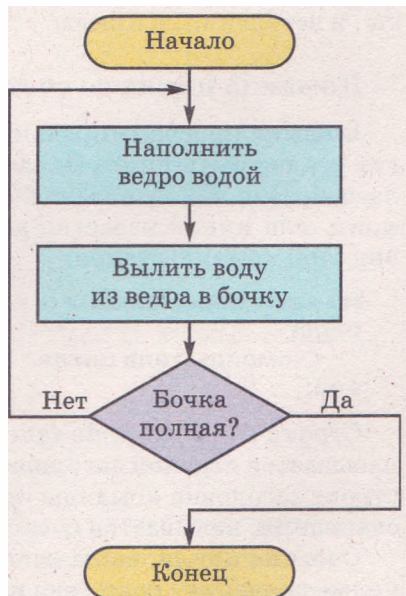 Начало
Наполнить
ведро водой
Вылить воду
из ведра в бочку
Нет
Бочка
полная?
Да
Конец